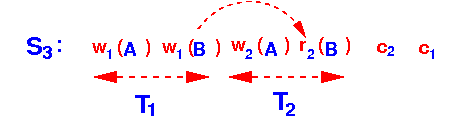 S₃: w₁(A) w₁(B) w₂(A) r₂(B) c₂ c₁
T₁ T₂